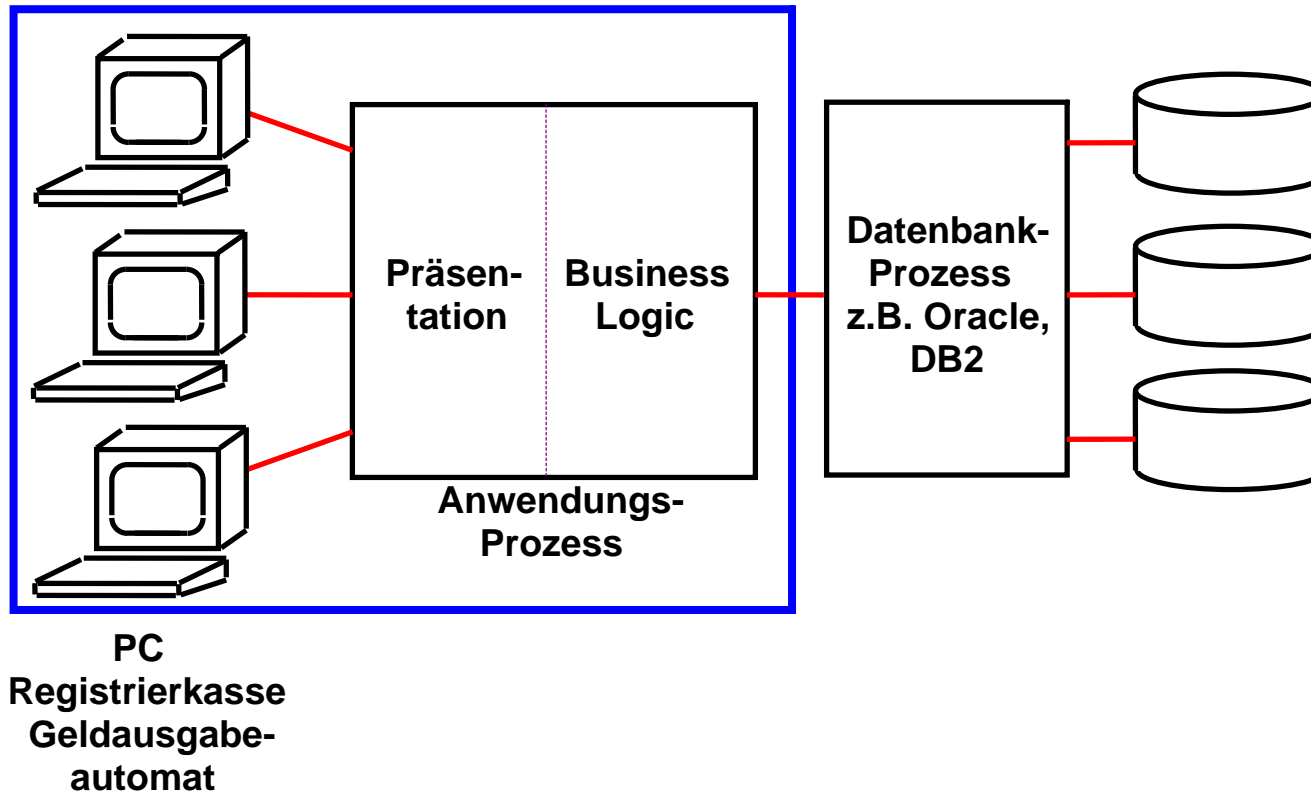 Präsen-
tation
Business
Logic
Datenbank-
Prozess
z.B. Oracle,
DB2
Anwendungs-
Prozess
PC
Registrierkasse
Geldausgabe-
automat